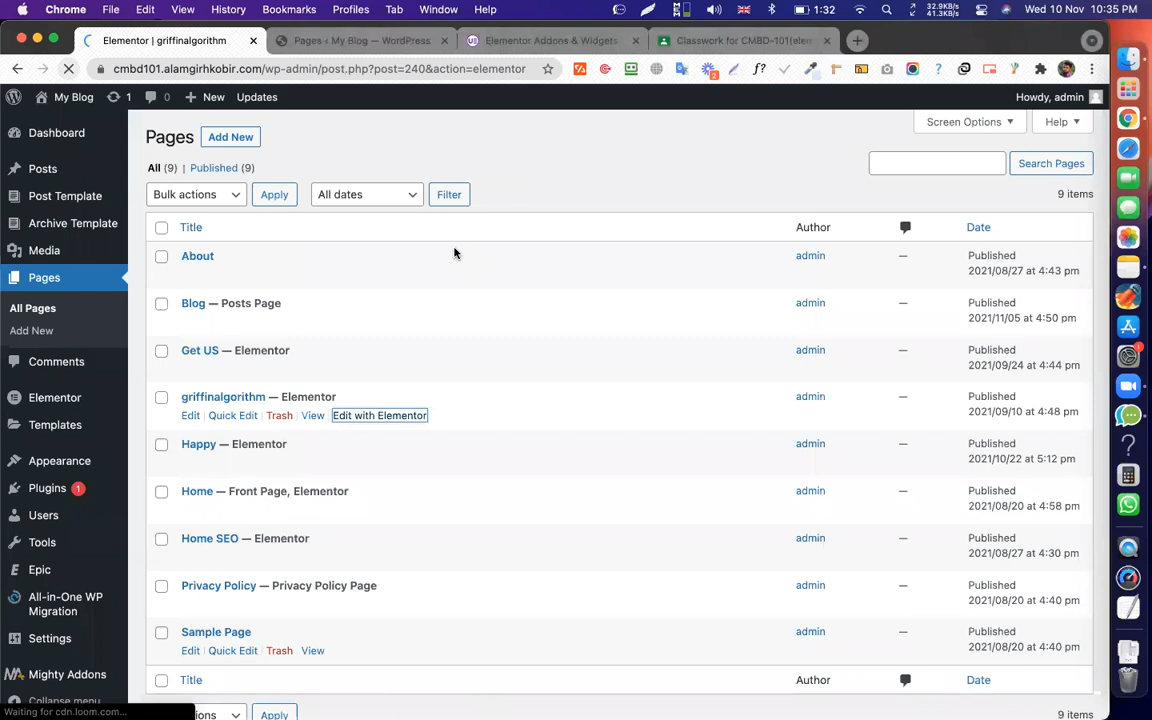 Chrome File Edit View History Bookmarks Profiles Tab Window Help 1:32 32.9KB/s 41.3KB/s Wed 10 Nov 10:35 PM
Elementor | griffinalgorithm Pages ‹ My Blog — WordPress Elementor Addons & Widgets Classwork for CMBD-101(elem
cmbd101.alamgirhkobir.com/wp-admin/post.php?post=240&action=elementor
My Blog 1 0 + New Updates Howdy, admin
Dashboard
Posts
Post Template
Archive Template
Media
Pages
All Pages
Add New
Comments
Elementor
Templates
Appearance
Plugins 1
Users
Tools
Epic
All-in-One WP
Migration
Settings
Mighty Addons
Collapse menu
Waiting for cdn.loom.com...
Pages Add New Screen Options Help
All (9) | Published (9)
Search Pages
Bulk actions Apply All dates Filter 9 items
Title Author Date
About admin — Published
2021/08/27 at 4:43 pm
Blog — Posts Page admin — Published
2021/11/05 at 4:50 pm
Get US — Elementor admin — Published
2021/09/24 at 4:44 pm
griffinalgorithm — Elementor admin — Published
Edit | Quick Edit | Trash | View | Edit with Elementor 2021/09/10 at 4:48 pm
Happy — Elementor admin — Published
2021/10/22 at 5:12 pm
Home — Front Page, Elementor admin — Published
2021/08/20 at 4:58 pm
Home SEO — Elementor admin — Published
2021/08/27 at 4:30 pm
Privacy Policy — Privacy Policy Page admin — Published
2021/08/20 at 4:40 pm
Sample Page admin — Published
Edit | Quick Edit | Trash | View 2021/08/20 at 4:40 pm
Title Author Date
ions Apply 9 items